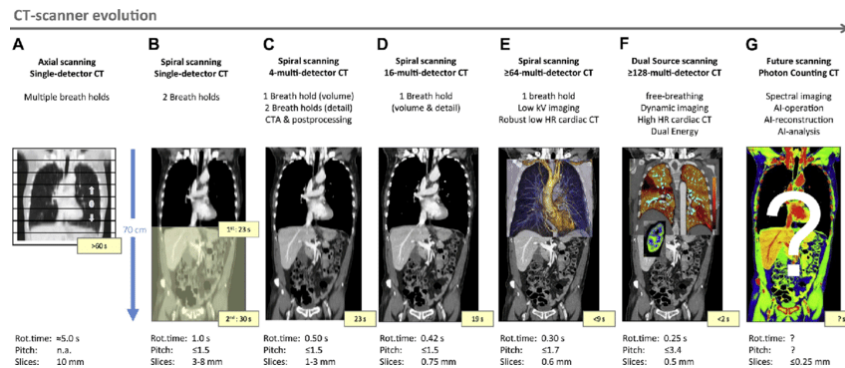 CT-scanner evolution
A
Axial scanning
Single-detector CT
Multiple breath holds
>60 s
Rot.time: ≈5.0 s
Pitch: n.a.
Slices: 10 mm
70 cm
B
Spiral scanning
Single-detector CT
2 Breath holds
1st: 23 s
2nd: 30 s
Rot.time: 1.0 s
Pitch: ≤1.5
Slices: 3-8 mm
C
Spiral scanning
4-multi-detector CT
1 Breath hold (volume)
2 Breath holds (detail)
CTA & postprocessing
23 s
Rot.time: 0.50 s
Pitch: ≤1.5
Slices: 1-3 mm
D
Spiral scanning
16-multi-detector CT
1 Breath hold
(volume & detail)
19 s
Rot.time: 0.42 s
Pitch: ≤1.5
Slices: 0.75 mm
E
Spiral scanning
≥64-multi-detector CT
1 breath hold
Low kV imaging
Robust low HR cardiac CT
<9 s
Rot.time: 0.30 s
Pitch: ≤1.7
Slices: 0.6 mm
F
Dual Source scanning
≥128-multi-detector CT
free-breathing
Dynamic imaging
High HR cardiac CT
Dual Energy
<2 s
Rot.time: 0.25 s
Pitch: ≤3.4
Slices: 0.5 mm
G
Future scanning
Photon Counting CT
Spectral imaging
AI-operation
AI-reconstruction
AI-analysis
?
? s
Rot.time: ?
Pitch: ?
Slices: ≤0.25 mm